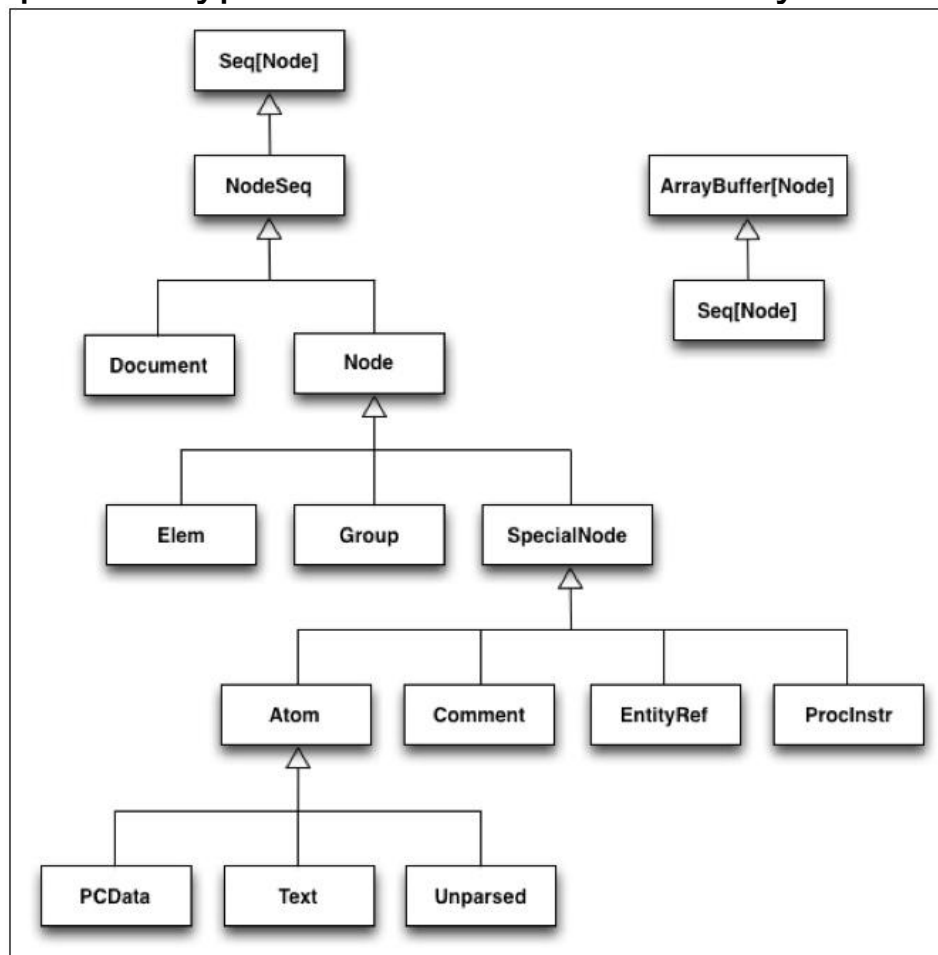 Seq[Node]
NodeSeq
ArrayBuffer[Node]
Seq[Node]
Document
Node
Elem
Group
SpecialNode
Atom
Comment
EntityRef
ProcInstr
PCData
Text
Unparsed